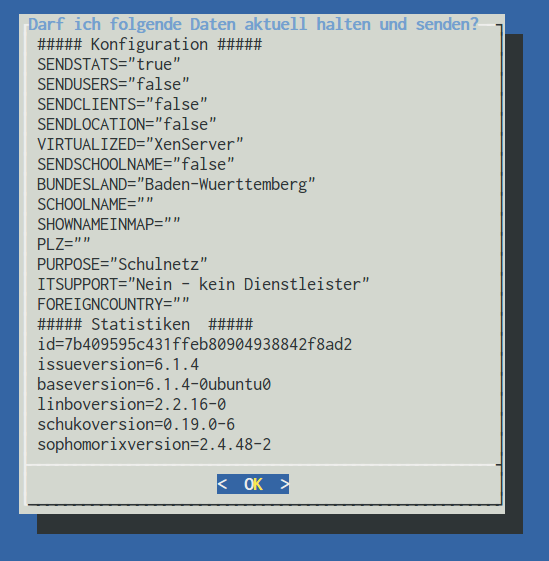 Darf ich folgende Daten aktuell halten und senden?
##### Konfiguration #####
SENDSTATS="true"
SENDUSERS="false"
SENDCLIENTS="false"
SENDLOCATION="false"
VIRTUALIZED="XenServer"
SENDSCHOOLNAME="false"
BUNDESLAND="Baden-Wuerttemberg"
SCHOOLNAME=""
SHOWNAMEINMAP=""
PLZ=""
PURPOSE="Schulnetz"
ITSUPPORT="Nein - kein Dienstleister"
FOREIGNCOUNTRY=""
##### Statistiken  #####
id=7b409595c431ffeb80904938842f8ad2
issueversion=6.1.4
baseversion=6.1.4-0ubuntu0
linboversion=2.2.16-0
schukoversion=0.19.0-6
sophomorixversion=2.4.48-2
<  OK  >